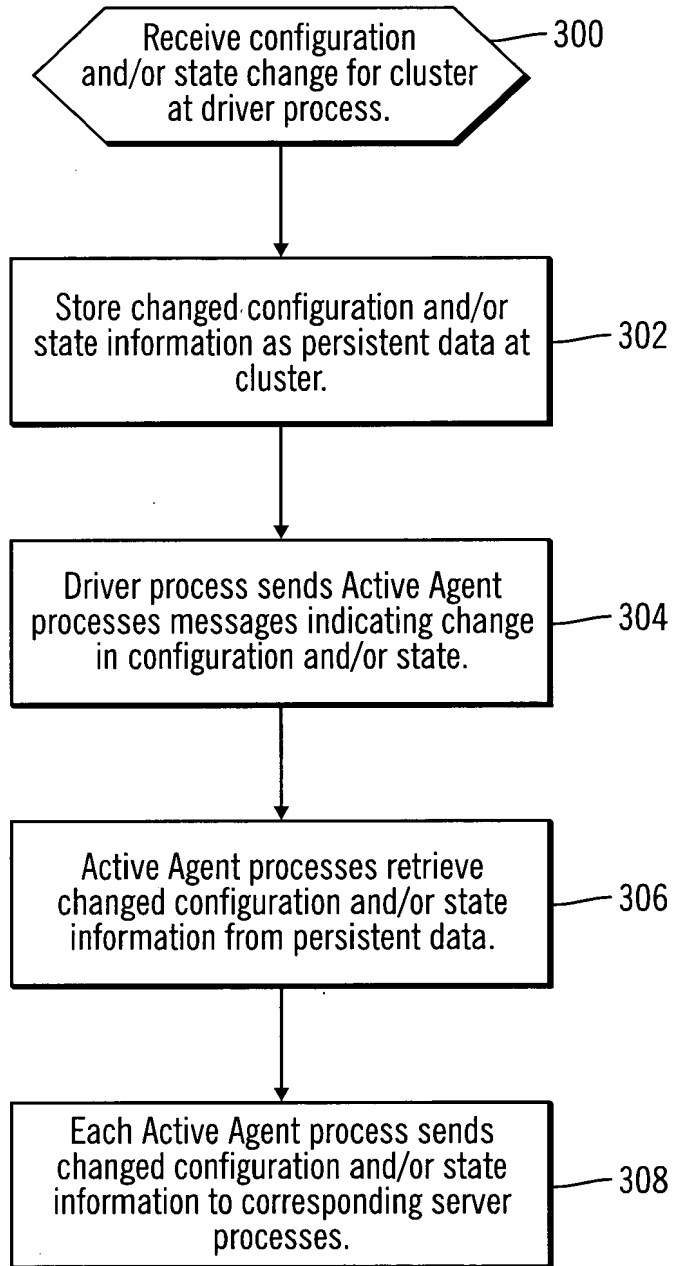 Receive configuration
and/or state change for cluster
at driver process.
300
Store changed configuration and/or
state information as persistent data at
cluster.
302
Driver process sends Active Agent
processes messages indicating change
in configuration and/or state.
304
Active Agent processes retrieve
changed configuration and/or state
information from persistent data.
306
Each Active Agent process sends
changed configuration and/or state
information to corresponding server
processes.
308